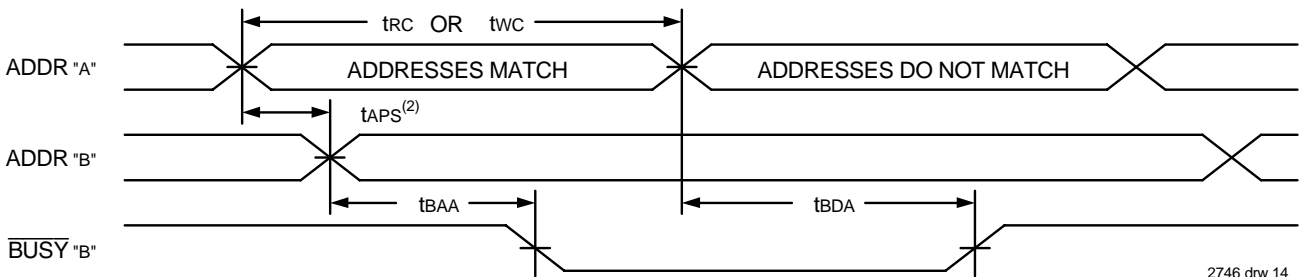 tRC OR tWC
ADDR "A"
ADDRESSES MATCH
ADDRESSES DO NOT MATCH
tAPS(2)
ADDR "B"
tBAA
tBDA
BUSY "B"
2746 drw 14